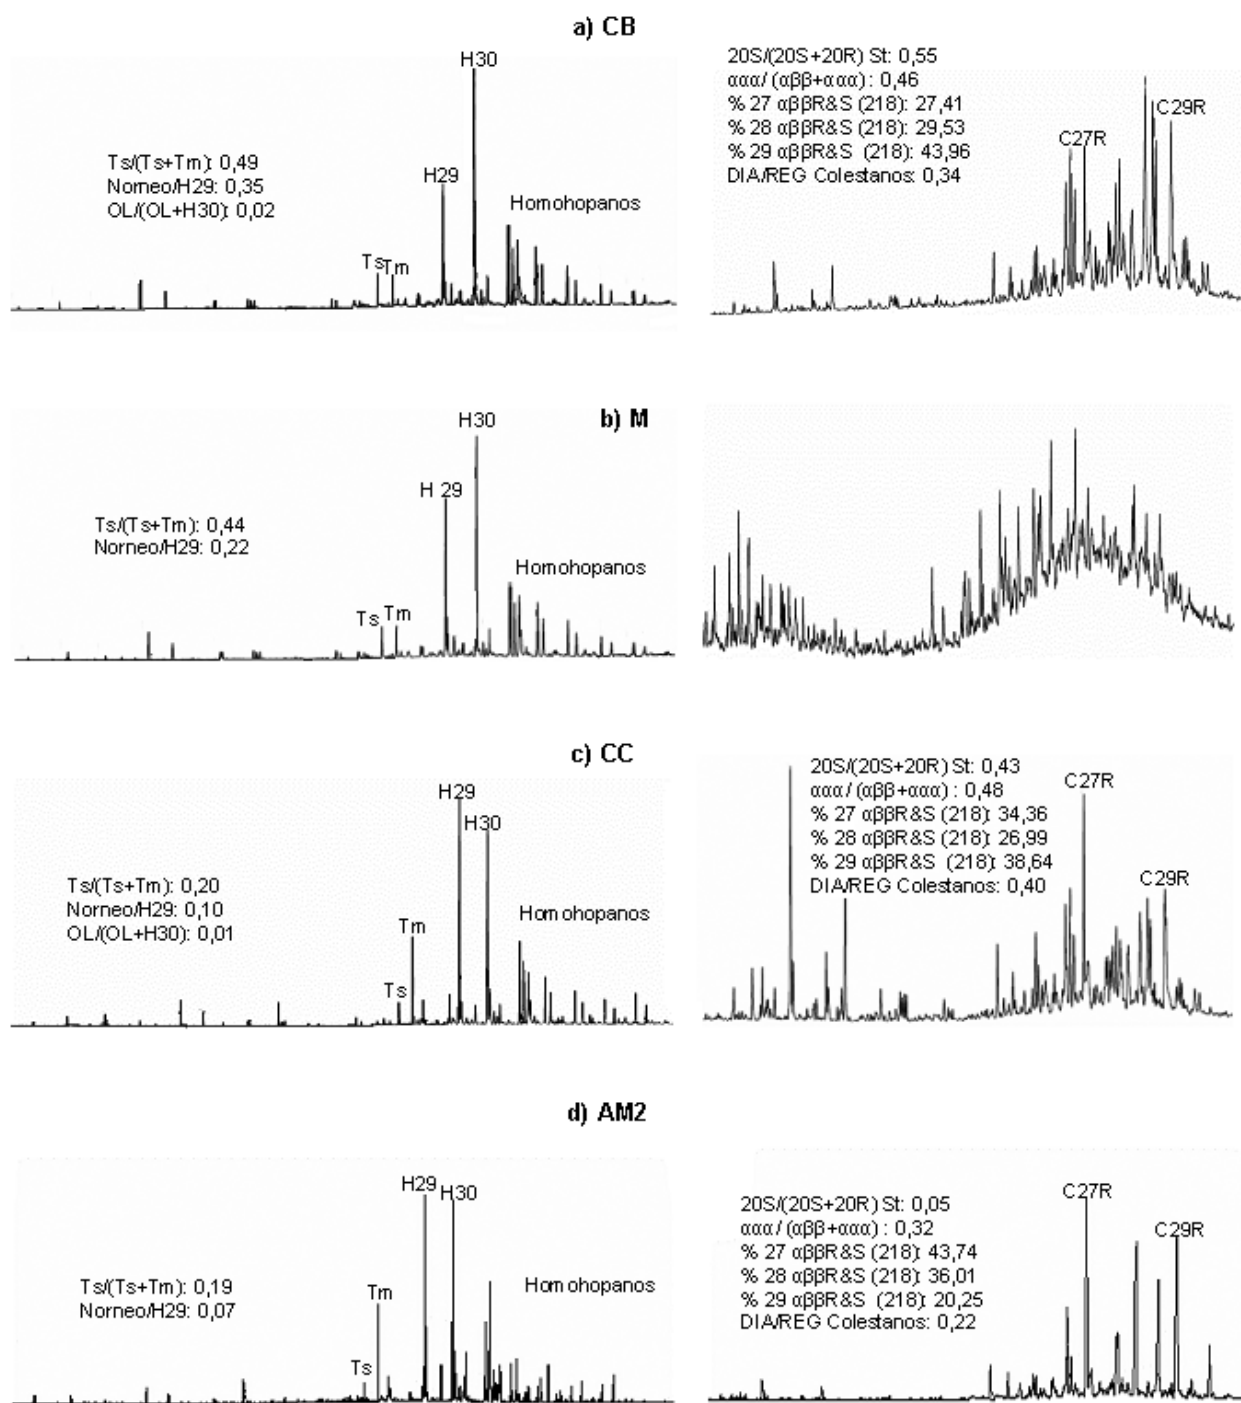 a) CB
H30
H29
Ts/(Ts+Tm): 0,49
Norneo/H29: 0,35
OL/(OL+H30): 0,02
Homohopanos
Ts
Tm
20S/(20S+20R) St: 0,55
ααα/ (αββ+ααα) : 0,46
% 27 αββR&S (218): 27,41
% 28 αββR&S (218): 29,53
% 29 αββR&S (218): 43,96
DIA/REG Colestanos: 0,34
C27R
C29R
b) M
H30
H 29
Ts/(Ts+Tm): 0,44
Norneo/H29: 0,22
Homohopanos
Ts
Tm
c) CC
H29
H30
Ts/(Ts+Tm): 0,20
Norneo/H29: 0,10
OL/(OL+H30): 0,01
Homohopanos
Tm
Ts
20S/(20S+20R) St: 0,43
ααα/ (αββ+ααα) : 0,48
% 27 αββR&S (218): 34,36
% 28 αββR&S (218): 26,99
% 29 αββR&S (218): 38,64
DIA/REG Colestanos: 0,40
C27R
C29R
d) AM2
H29
H30
Ts/(Ts+Tm): 0,19
Norneo/H29: 0,07
Homohopanos
Tm
Ts
20S/(20S+20R) St: 0,05
ααα/ (αββ+ααα) : 0,32
% 27 αββR&S (218): 43,74
% 28 αββR&S (218): 36,01
% 29 αββR&S (218): 20,25
DIA/REG Colestanos: 0,22
C27R
C29R